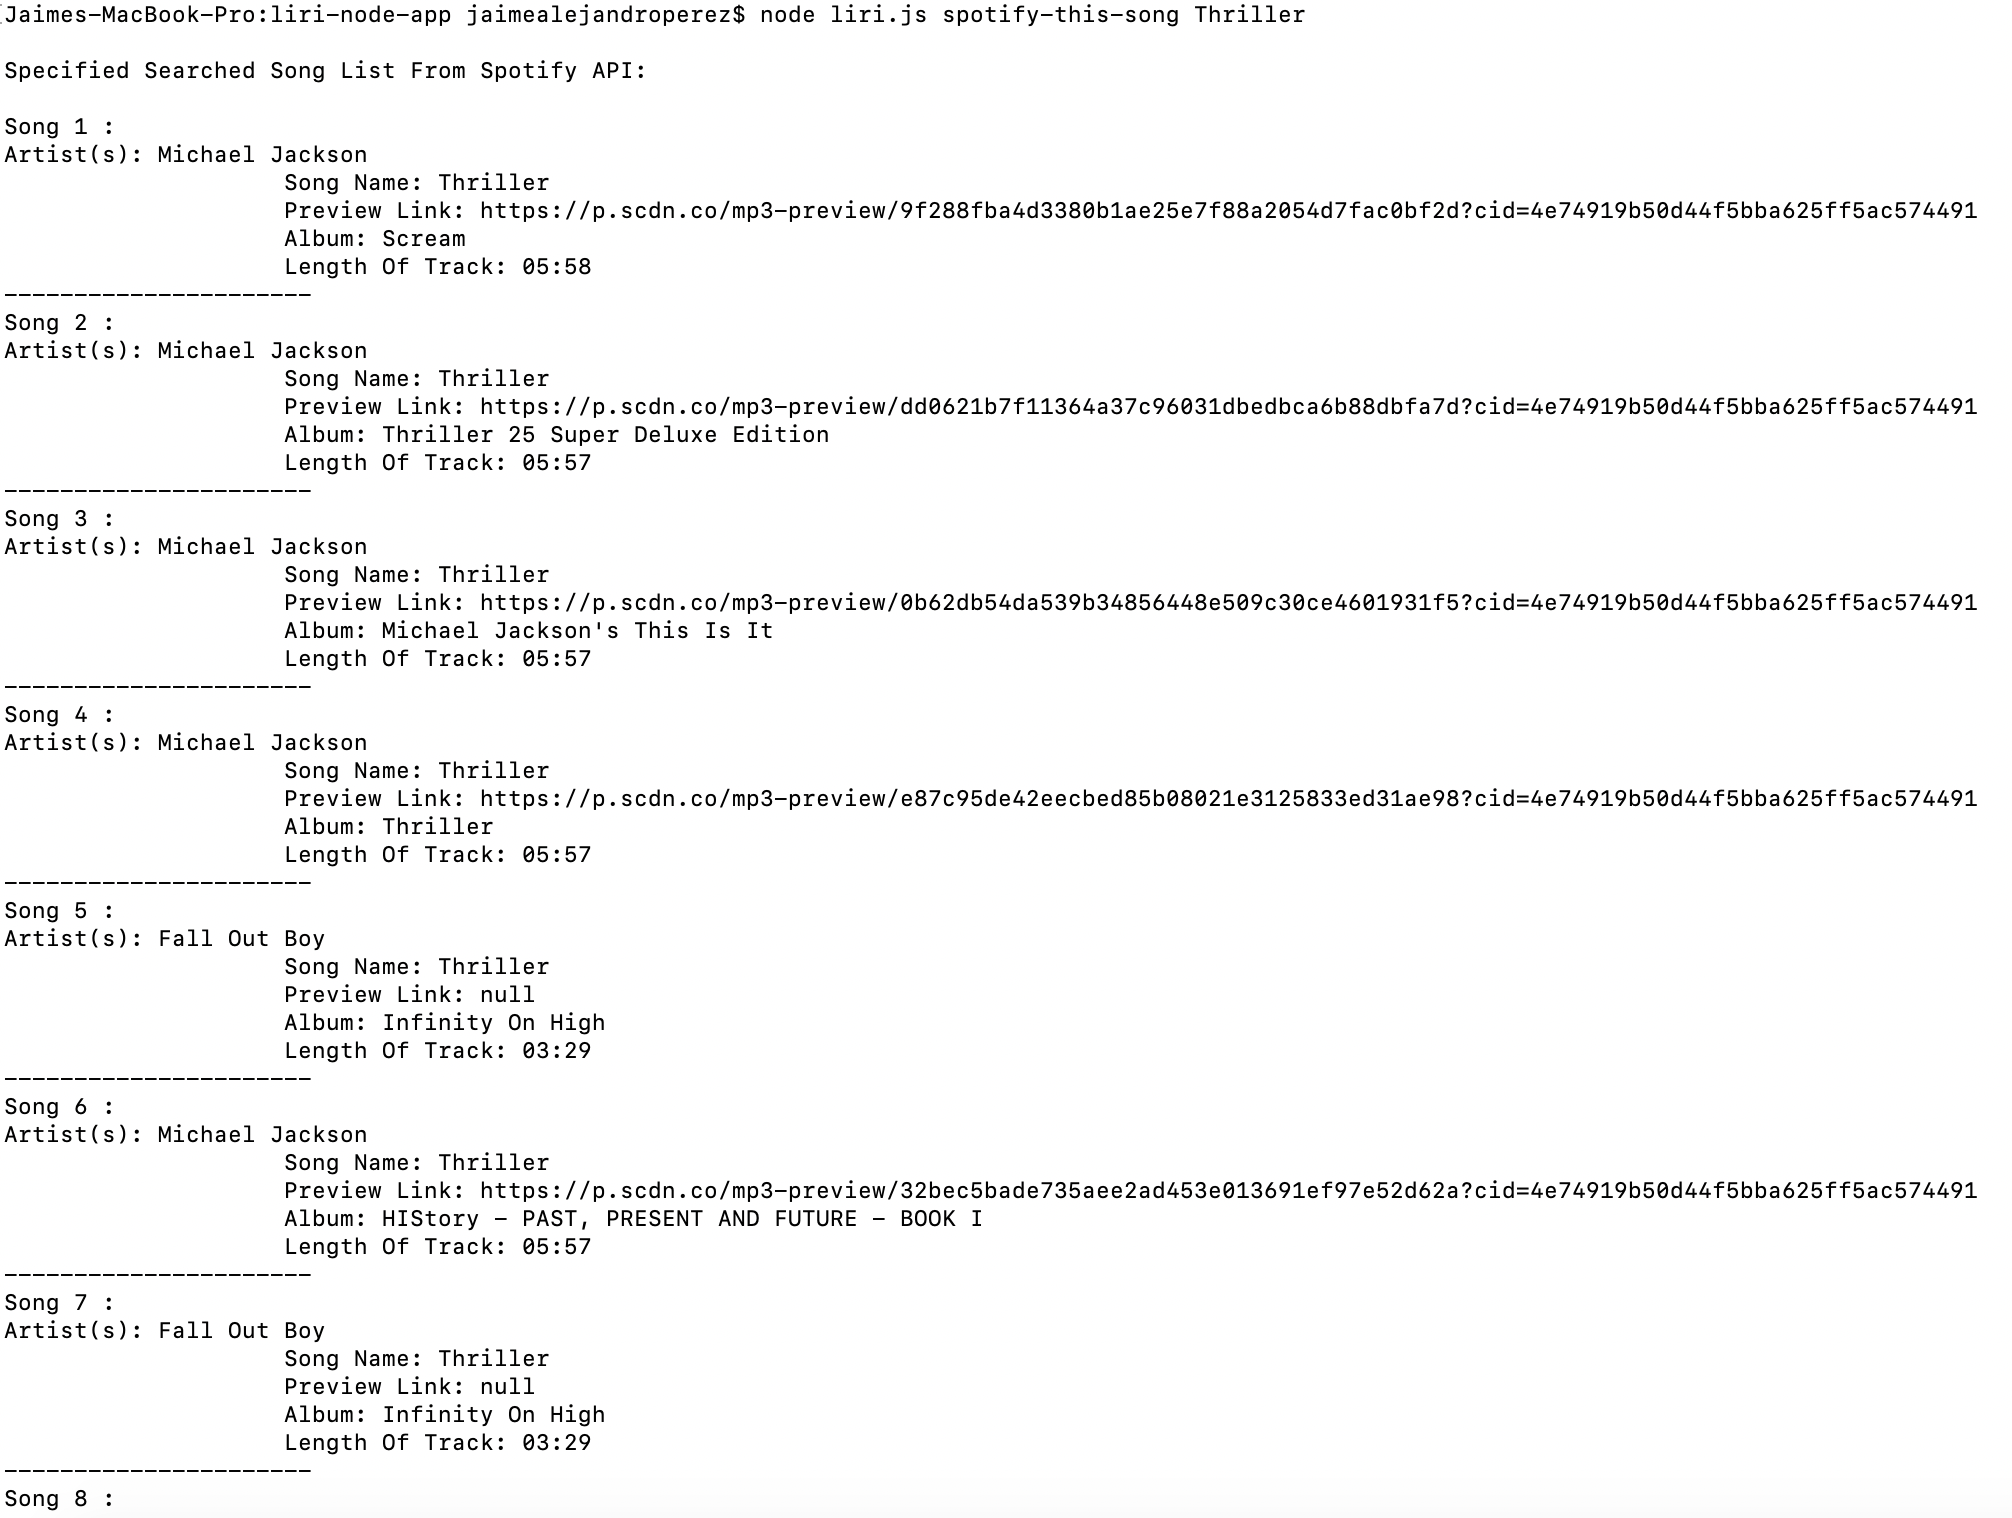 Jaimes-MacBook-Pro:liri-node-app jaimealejandroperez$ node liri.js spotify-this-song Thriller
Specified Searched Song List From Spotify API:
Song 1 :
Artist(s): Michael Jackson
Song Name: Thriller
Preview Link: https://p.scdn.co/mp3-preview/9f288fba4d3380b1ae25e7f88a2054d7fac0bf2d?cid=4e74919b50d44f5bba625ff5ac574491
Album: Scream
Length Of Track: 05:58
----------------------
Song 2 :
Artist(s): Michael Jackson
Song Name: Thriller
Preview Link: https://p.scdn.co/mp3-preview/dd0621b7f11364a37c96031dbedbca6b88dbfa7d?cid=4e74919b50d44f5bba625ff5ac574491
Album: Thriller 25 Super Deluxe Edition
Length Of Track: 05:57
----------------------
Song 3 :
Artist(s): Michael Jackson
Song Name: Thriller
Preview Link: https://p.scdn.co/mp3-preview/0b62db54da539b34856448e509c30ce4601931f5?cid=4e74919b50d44f5bba625ff5ac574491
Album: Michael Jackson's This Is It
Length Of Track: 05:57
----------------------
Song 4 :
Artist(s): Michael Jackson
Song Name: Thriller
Preview Link: https://p.scdn.co/mp3-preview/e87c95de42eecbed85b08021e3125833ed31ae98?cid=4e74919b50d44f5bba625ff5ac574491
Album: Thriller
Length Of Track: 05:57
----------------------
Song 5 :
Artist(s): Fall Out Boy
Song Name: Thriller
Preview Link: null
Album: Infinity On High
Length Of Track: 03:29
----------------------
Song 6 :
Artist(s): Michael Jackson
Song Name: Thriller
Preview Link: https://p.scdn.co/mp3-preview/32bec5bade735aee2ad453e013691ef97e52d62a?cid=4e74919b50d44f5bba625ff5ac574491
Album: HIStory - PAST, PRESENT AND FUTURE - BOOK I
Length Of Track: 05:57
----------------------
Song 7 :
Artist(s): Fall Out Boy
Song Name: Thriller
Preview Link: null
Album: Infinity On High
Length Of Track: 03:29
----------------------
Song 8 :